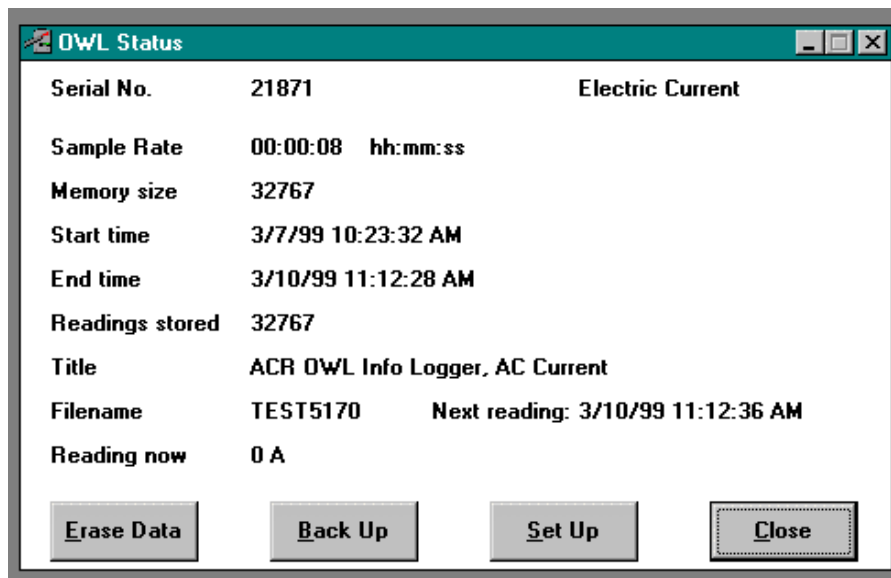 OWL Status
Serial No. 21871 Electric Current
Sample Rate 00:00:08 hh:mm:ss
Memory size 32767
Start time 3/7/99 10:23:32 AM
End time 3/10/99 11:12:28 AM
Readings stored 32767
Title ACR OWL Info Logger, AC Current
Filename TEST5170 Next reading: 3/10/99 11:12:36 AM
Reading now 0 A
Erase Data Back Up Set Up Close